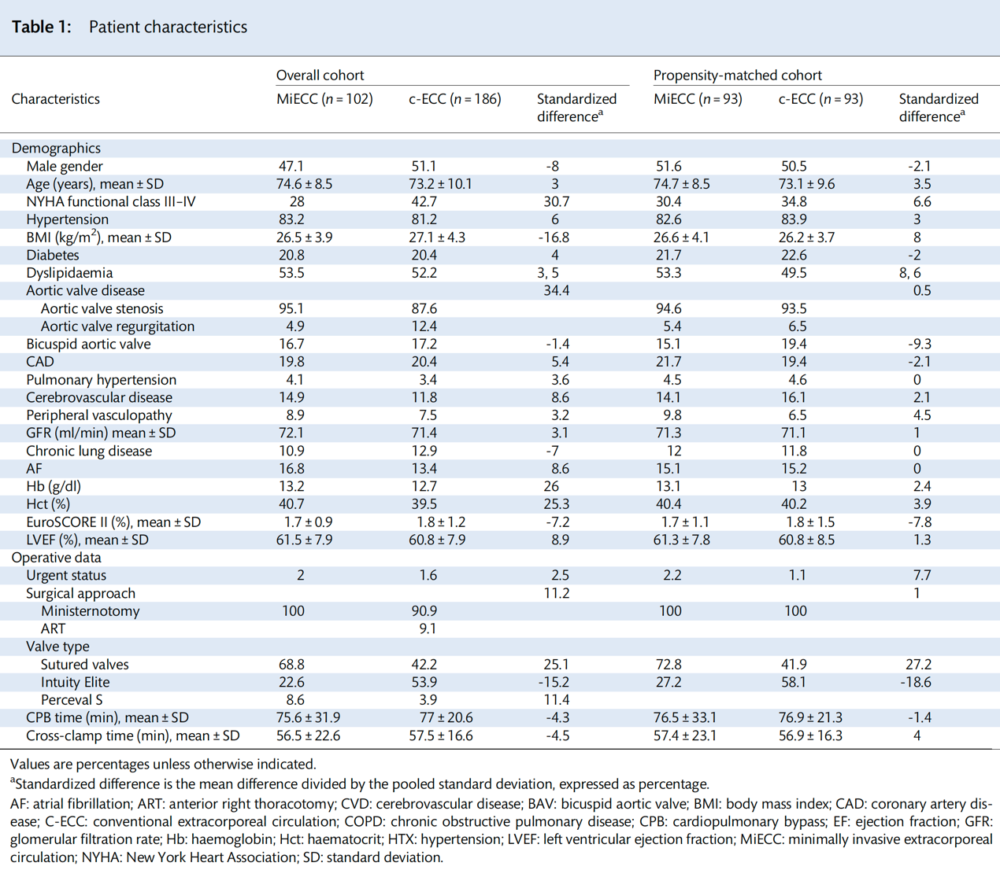 Table 1: Patient characteristics
Overall cohort Propensity-matched cohort
Characteristics MiECC (n = 102) c-ECC (n = 186) Standardized differenceᵃ MiECC (n = 93) c-ECC (n = 93) Standardized differenceᵃ
Demographics
Male gender 47.1 51.1 -8 51.6 50.5 -2.1
Age (years), mean ± SD 74.6 ± 8.5 73.2 ± 10.1 3 74.7 ± 8.5 73.1 ± 9.6 3.5
NYHA functional class III–IV 28 42.7 30.7 30.4 34.8 6.6
Hypertension 83.2 81.2 6 82.6 83.9 3
BMI (kg/m²), mean ± SD 26.5 ± 3.9 27.1 ± 4.3 -16.8 26.6 ± 4.1 26.2 ± 3.7 8
Diabetes 20.8 20.4 4 21.7 22.6 -2
Dyslipidaemia 53.5 52.2 3, 5 53.3 49.5 8, 6
Aortic valve disease 34.4 0.5
Aortic valve stenosis 95.1 87.6 94.6 93.5
Aortic valve regurgitation 4.9 12.4 5.4 6.5
Bicuspid aortic valve 16.7 17.2 -1.4 15.1 19.4 -9.3
CAD 19.8 20.4 5.4 21.7 19.4 -2.1
Pulmonary hypertension 4.1 3.4 3.6 4.5 4.6 0
Cerebrovascular disease 14.9 11.8 8.6 14.1 16.1 2.1
Peripheral vasculopathy 8.9 7.5 3.2 9.8 6.5 4.5
GFR (ml/min) mean ± SD 72.1 71.4 3.1 71.3 71.1 1
Chronic lung disease 10.9 12.9 -7 12 11.8 0
AF 16.8 13.4 8.6 15.1 15.2 0
Hb (g/dl) 13.2 12.7 26 13.1 13 2.4
Hct (%) 40.7 39.5 25.3 40.4 40.2 3.9
EuroSCORE II (%), mean ± SD 1.7 ± 0.9 1.8 ± 1.2 -7.2 1.7 ± 1.1 1.8 ± 1.5 -7.8
LVEF (%), mean ± SD 61.5 ± 7.9 60.8 ± 7.9 8.9 61.3 ± 7.8 60.8 ± 8.5 1.3
Operative data
Urgent status 2 1.6 2.5 2.2 1.1 7.7
Surgical approach 11.2 1
Ministernotomy 100 90.9 100 100
ART 9.1
Valve type
Sutured valves 68.8 42.2 25.1 72.8 41.9 27.2
Intuity Elite 22.6 53.9 -15.2 27.2 58.1 -18.6
Perceval S 8.6 3.9 11.4
CPB time (min), mean ± SD 75.6 ± 31.9 77 ± 20.6 -4.3 76.5 ± 33.1 76.9 ± 21.3 -1.4
Cross-clamp time (min), mean ± SD 56.5 ± 22.6 57.5 ± 16.6 -4.5 57.4 ± 23.1 56.9 ± 16.3 4
Values are percentages unless otherwise indicated.
ᵃStandardized difference is the mean difference divided by the pooled standard deviation, expressed as percentage.
AF: atrial fibrillation; ART: anterior right thoracotomy; CVD: cerebrovascular disease; BAV: bicuspid aortic valve; BMI: body mass index; CAD: coronary artery dis-
ease; C-ECC: conventional extracorporeal circulation; COPD: chronic obstructive pulmonary disease; CPB: cardiopulmonary bypass; EF: ejection fraction; GFR:
glomerular filtration rate; Hb: haemoglobin; Hct: haematocrit; HTX: hypertension; LVEF: left ventricular ejection fraction; MiECC: minimally invasive extracorporeal
circulation; NYHA: New York Heart Association; SD: standard deviation.